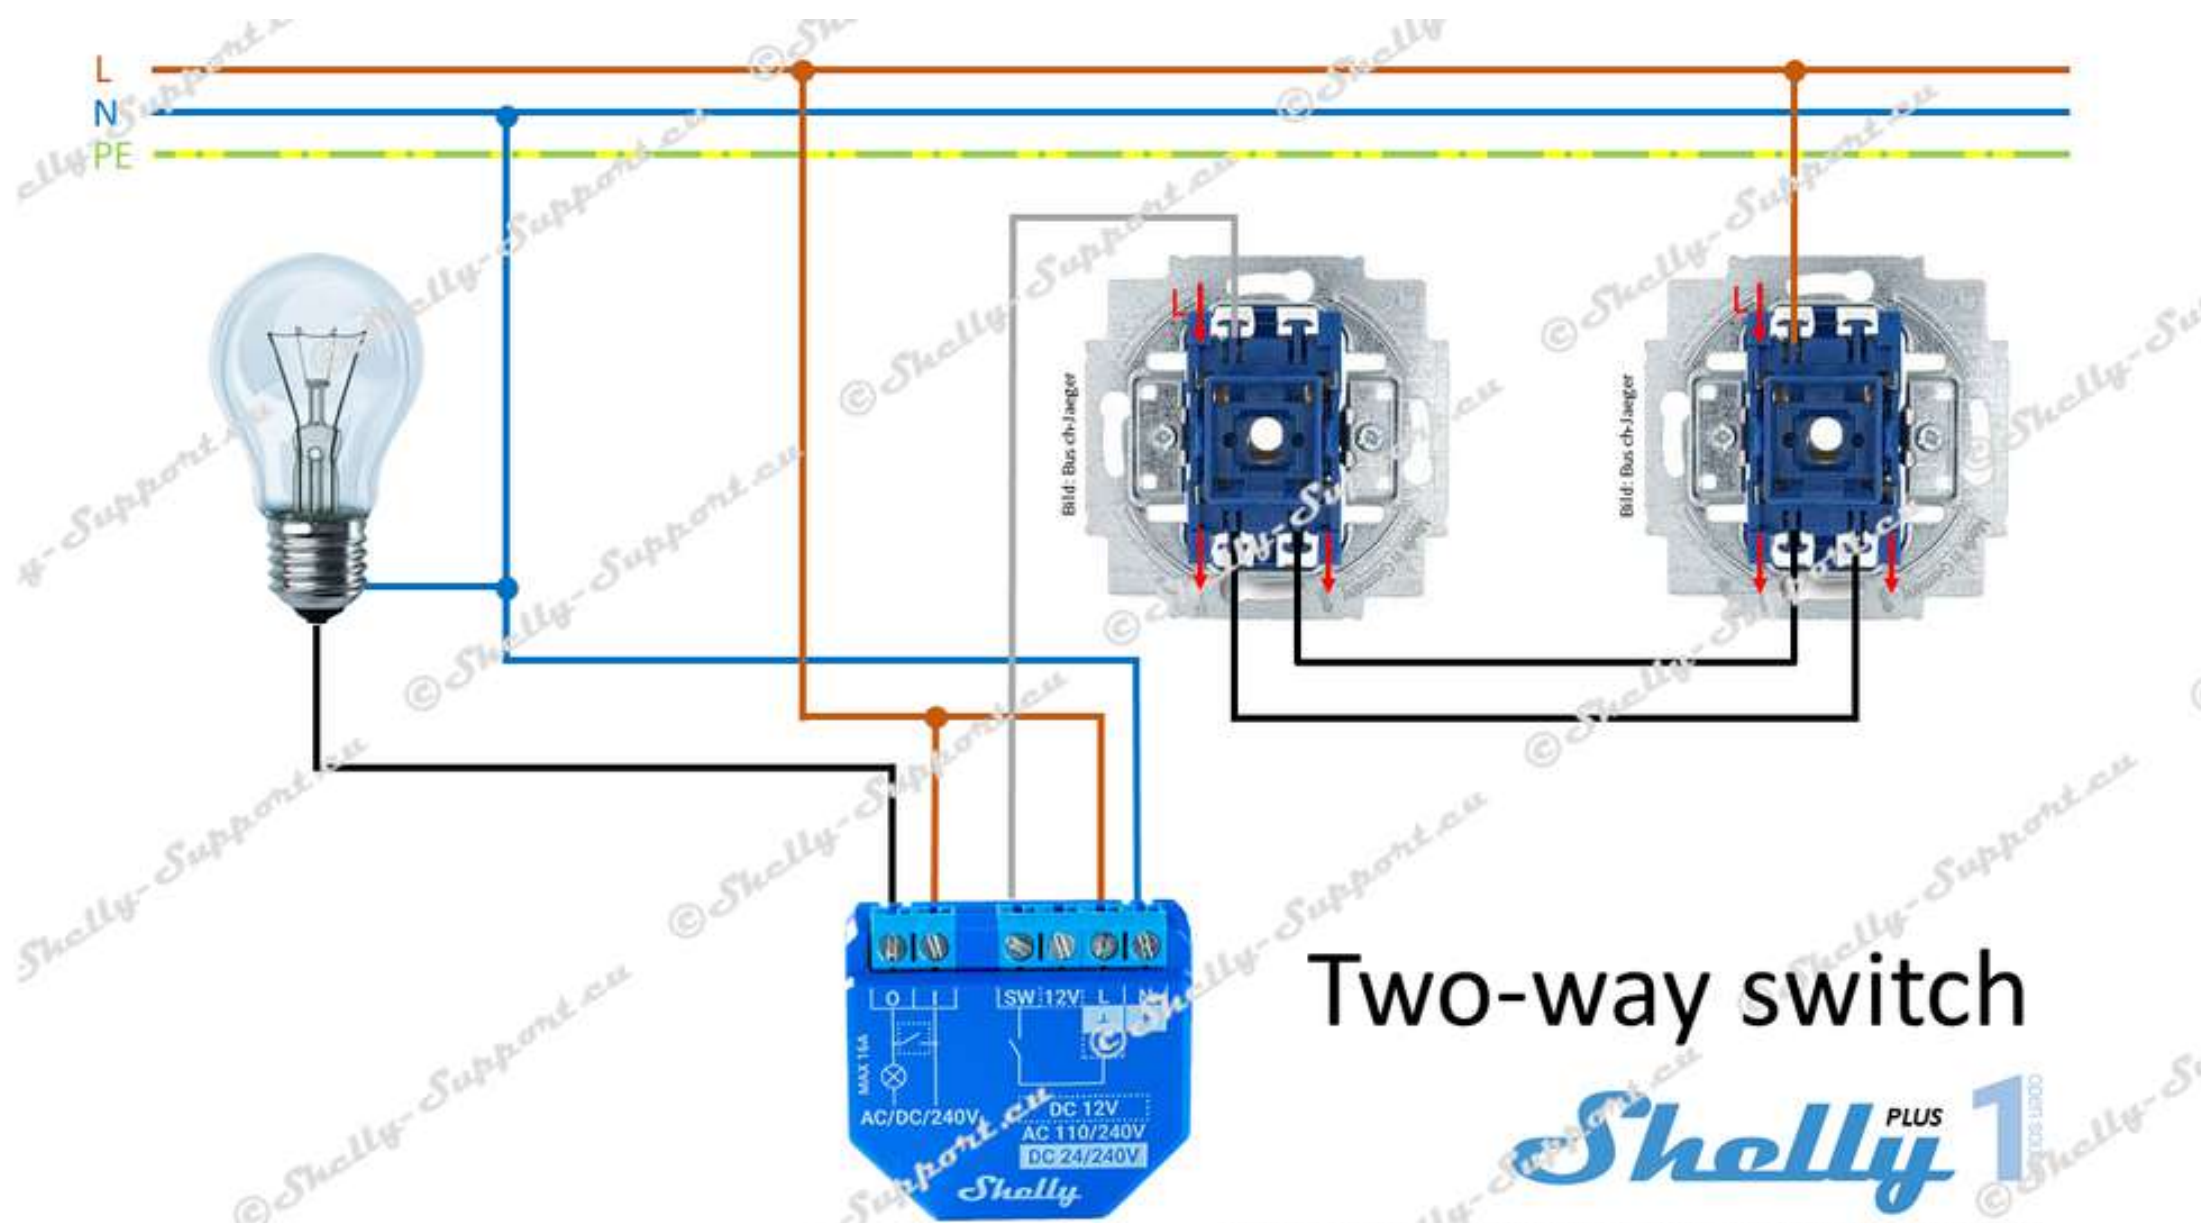 L
N
PE
L
L
Bild: Busch-Jaeger
Bild: Busch-Jaeger
O I SW 12V L N
⊥ +
MAX 16A
AC/DC/240V
DC 12V
AC 110/240V
DC 24/240V
Shelly
Two-way switch
Shelly PLUS 1
©Shelly-Support.eu